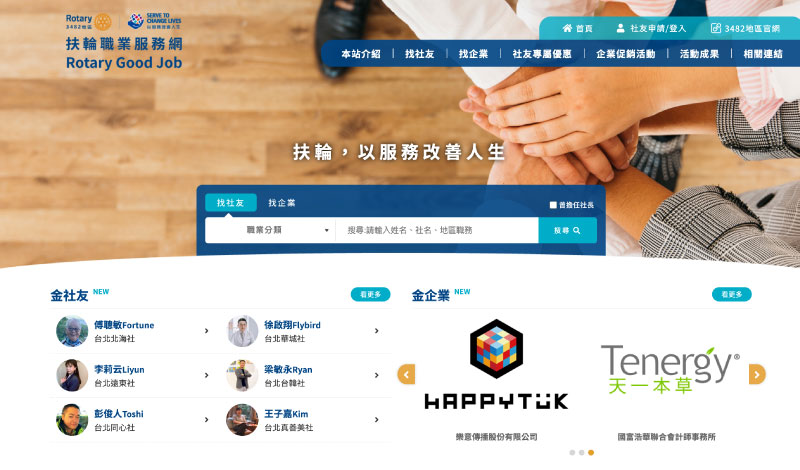 Rotary
3482地區
SERVE TO
CHANGE LIVES
扶輪職業服務網
Rotary Good Job
首頁
社友申請/登入
3482地區官網
本站介紹
找社友
找企業
社友專屬優惠
企業促銷活動
活動成果
相關連結
扶輪，以服務改善人生
找社友
找企業
曾擔任社長
職業分類
搜尋:請輸入姓名、社名、地區職務
搜尋
金社友 NEW
看更多
傅聰敏Fortune
台北北海社
徐啟翔Flybird
台北華城社
李莉云Liyun
台北遠東社
梁敏永Ryan
台北台韓社
彭俊人Toshi
台北同心社
王子嘉Kim
台北真善美社
金企業 NEW
看更多
HAPPYTUK
樂意傳播股份有限公司
Tenergy®
天一本草
國富浩華聯合會計師事務所